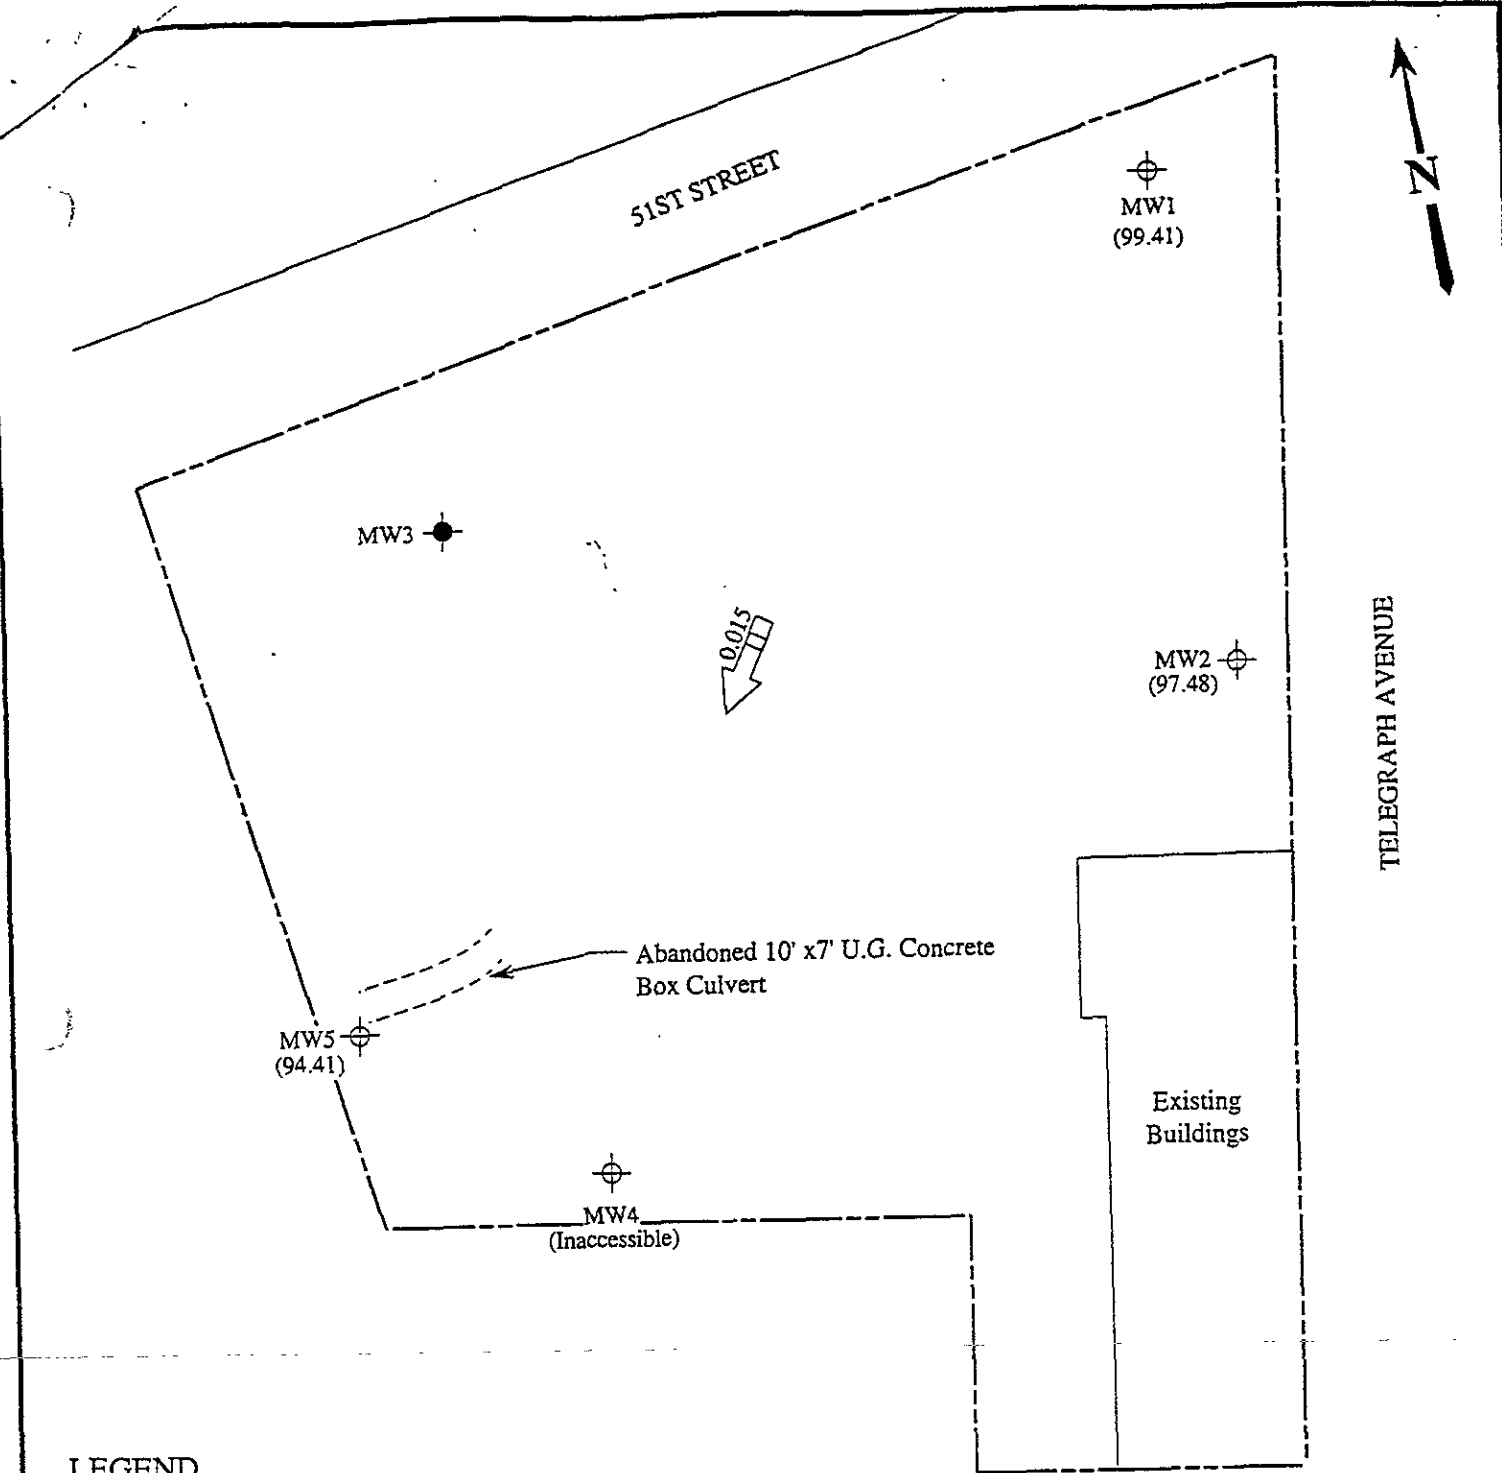 51ST STREET
N
MW1
(99.41)
MW3
0.015
MW2
(97.48)
TELEGRAPH AVENUE
Abandoned 10' x7' U.G. Concrete
Box Culvert
MW5
(94.41)
Existing
Buildings
MW4
(Inaccessible)
LEGEND